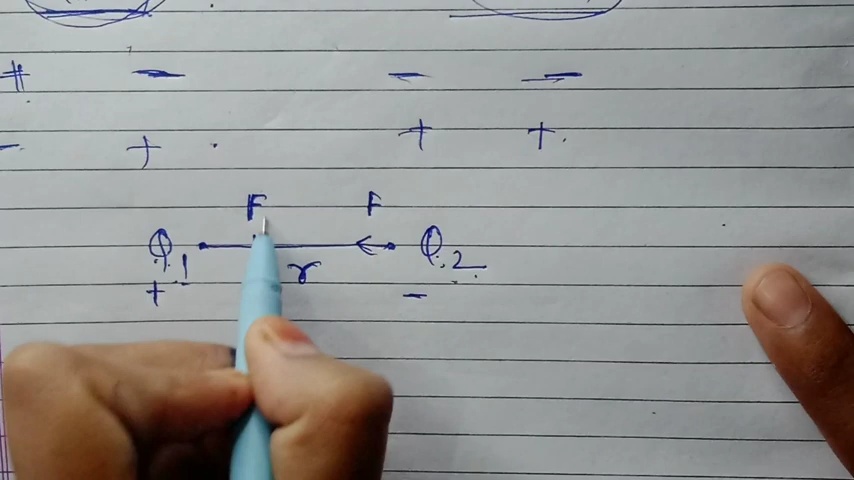 # - - -
- + + +
F F
Q1 r Q2
+ -